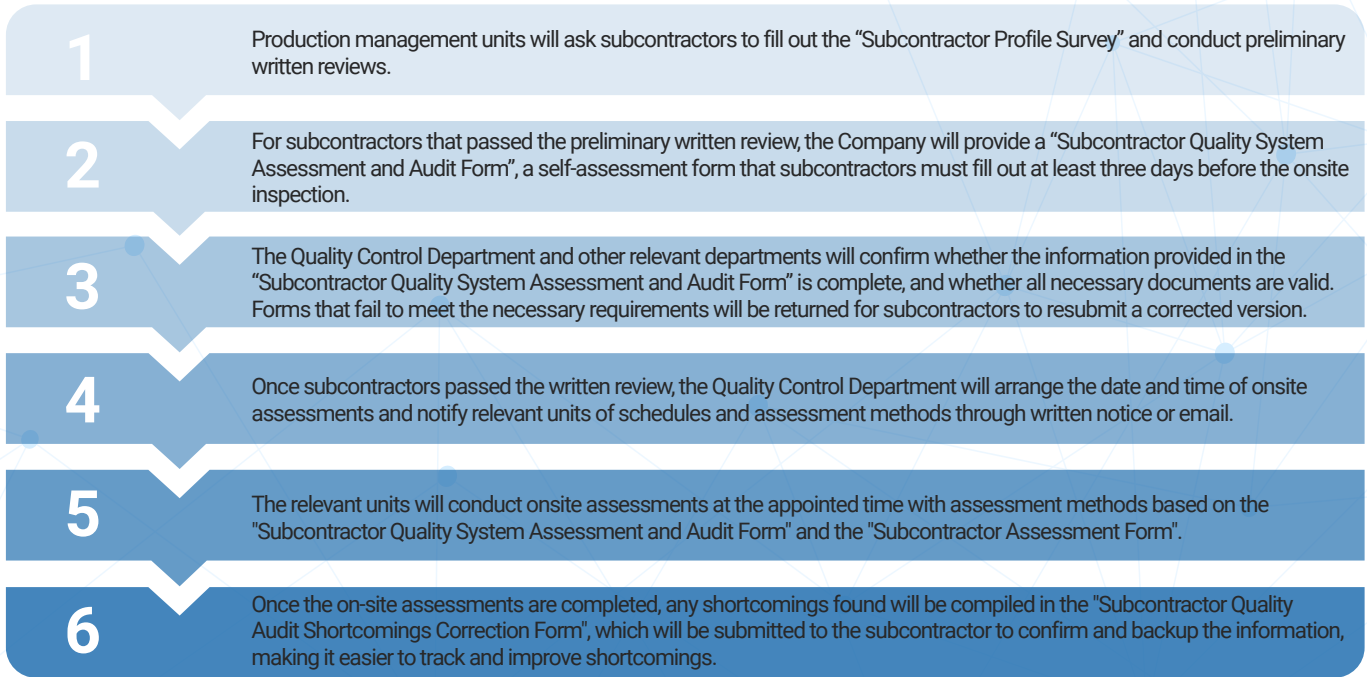 1
Production management units will ask subcontractors to fill out the “Subcontractor Profile Survey” and conduct preliminary
written reviews.
2
For subcontractors that passed the preliminary written review, the Company will provide a “Subcontractor Quality System
Assessment and Audit Form”, a self-assessment form that subcontractors must fill out at least three days before the onsite
inspection.
3
The Quality Control Department and other relevant departments will confirm whether the information provided in the
“Subcontractor Quality System Assessment and Audit Form” is complete, and whether all necessary documents are valid.
Forms that fail to meet the necessary requirements will be returned for subcontractors to resubmit a corrected version.
4
Once subcontractors passed the written review, the Quality Control Department will arrange the date and time of onsite
assessments and notify relevant units of schedules and assessment methods through written notice or email.
5
The relevant units will conduct onsite assessments at the appointed time with assessment methods based on the
"Subcontractor Quality System Assessment and Audit Form" and the "Subcontractor Assessment Form".
6
Once the on-site assessments are completed, any shortcomings found will be compiled in the "Subcontractor Quality
Audit Shortcomings Correction Form", which will be submitted to the subcontractor to confirm and backup the information,
making it easier to track and improve shortcomings.